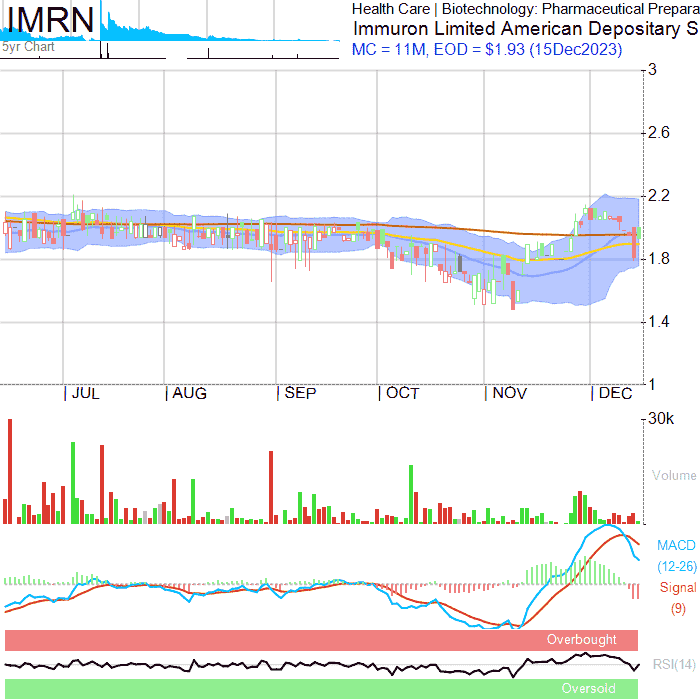 IMRN
5yr Chart
Health Care | Biotechnology: Pharmaceutical Prepara
Immuron Limited American Depositary S
MC = 11M, EOD = $1.93 (15Dec2023)
3
2.6
2.2
1.8
1.4
1
| JUL | AUG | SEP | OCT | NOV | DEC
30k
Volume
MACD
(12-26)
Signal
(9)
Overbought
RSI(14)
Oversold